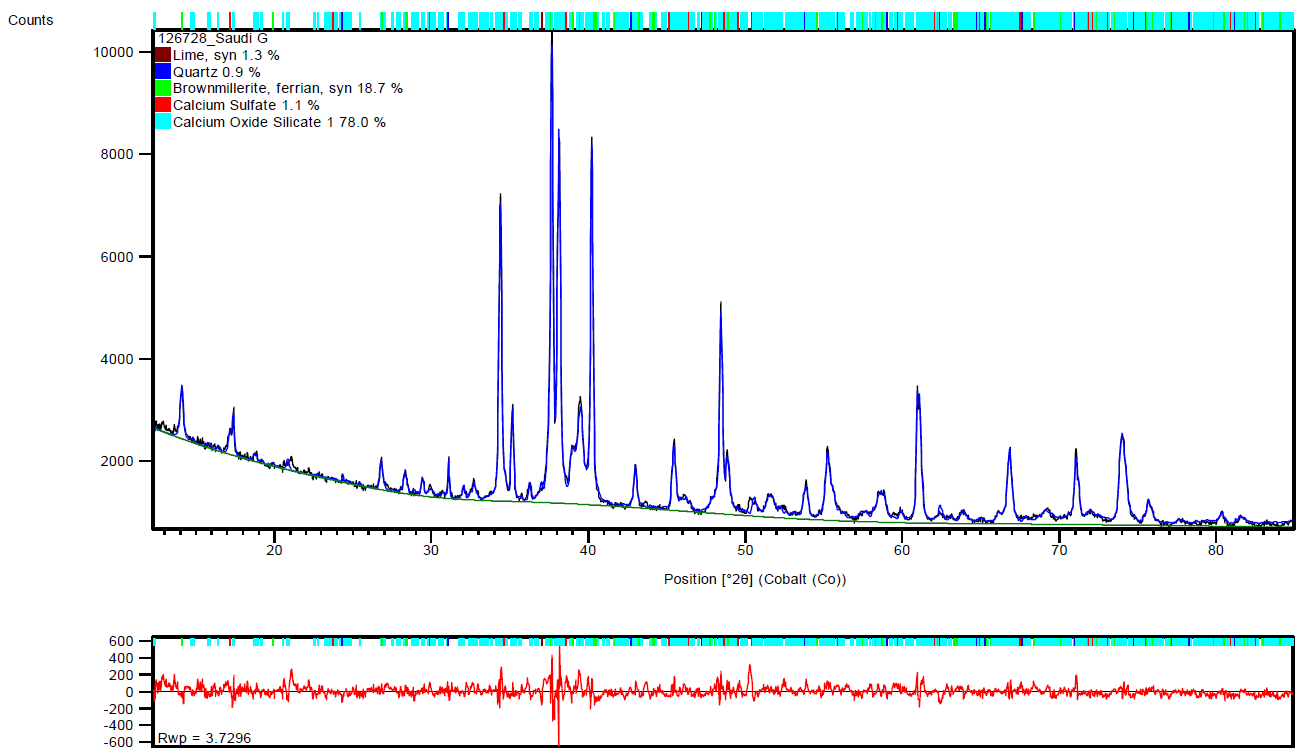 Counts
126728_Saudi G
Lime, syn 1.3 %
Quartz 0.9 %
Brownmillerite, ferrian, syn 18.7 %
Calcium Sulfate 1.1 %
Calcium Oxide Silicate 1 78.0 %
10000
8000
6000
4000
2000
20 30 40 50 60 70 80
Position [°2θ] (Cobalt (Co))
600
400
200
0
-200
-400
-600
Rwp = 3.7296